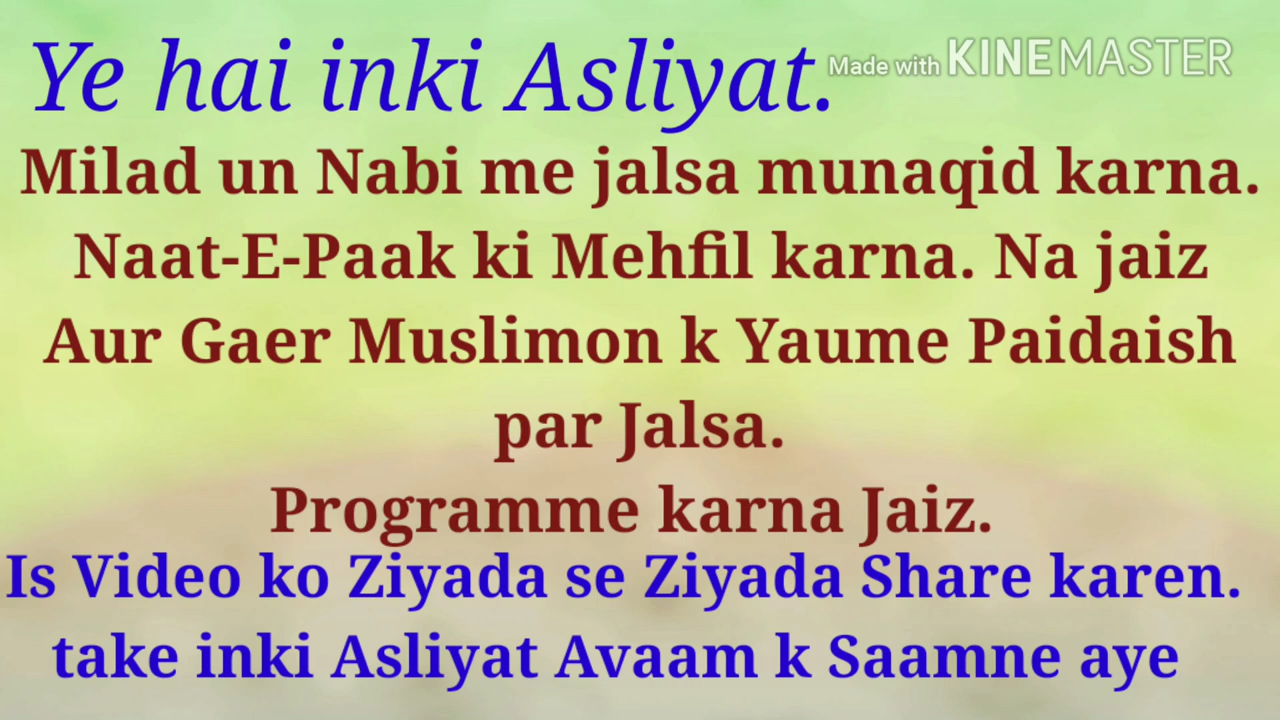 Ye hai inki Asliyat.
Made with KINEMASTER
Milad un Nabi me jalsa munaqid karna.
Naat-E-Paak ki Mehfil karna. Na jaiz
Aur Gaer Muslimon k Yaume Paidaish
par Jalsa.
Programme karna Jaiz.
Is Video ko Ziyada se Ziyada Share karen.
take inki Asliyat Avaam k Saamne aye